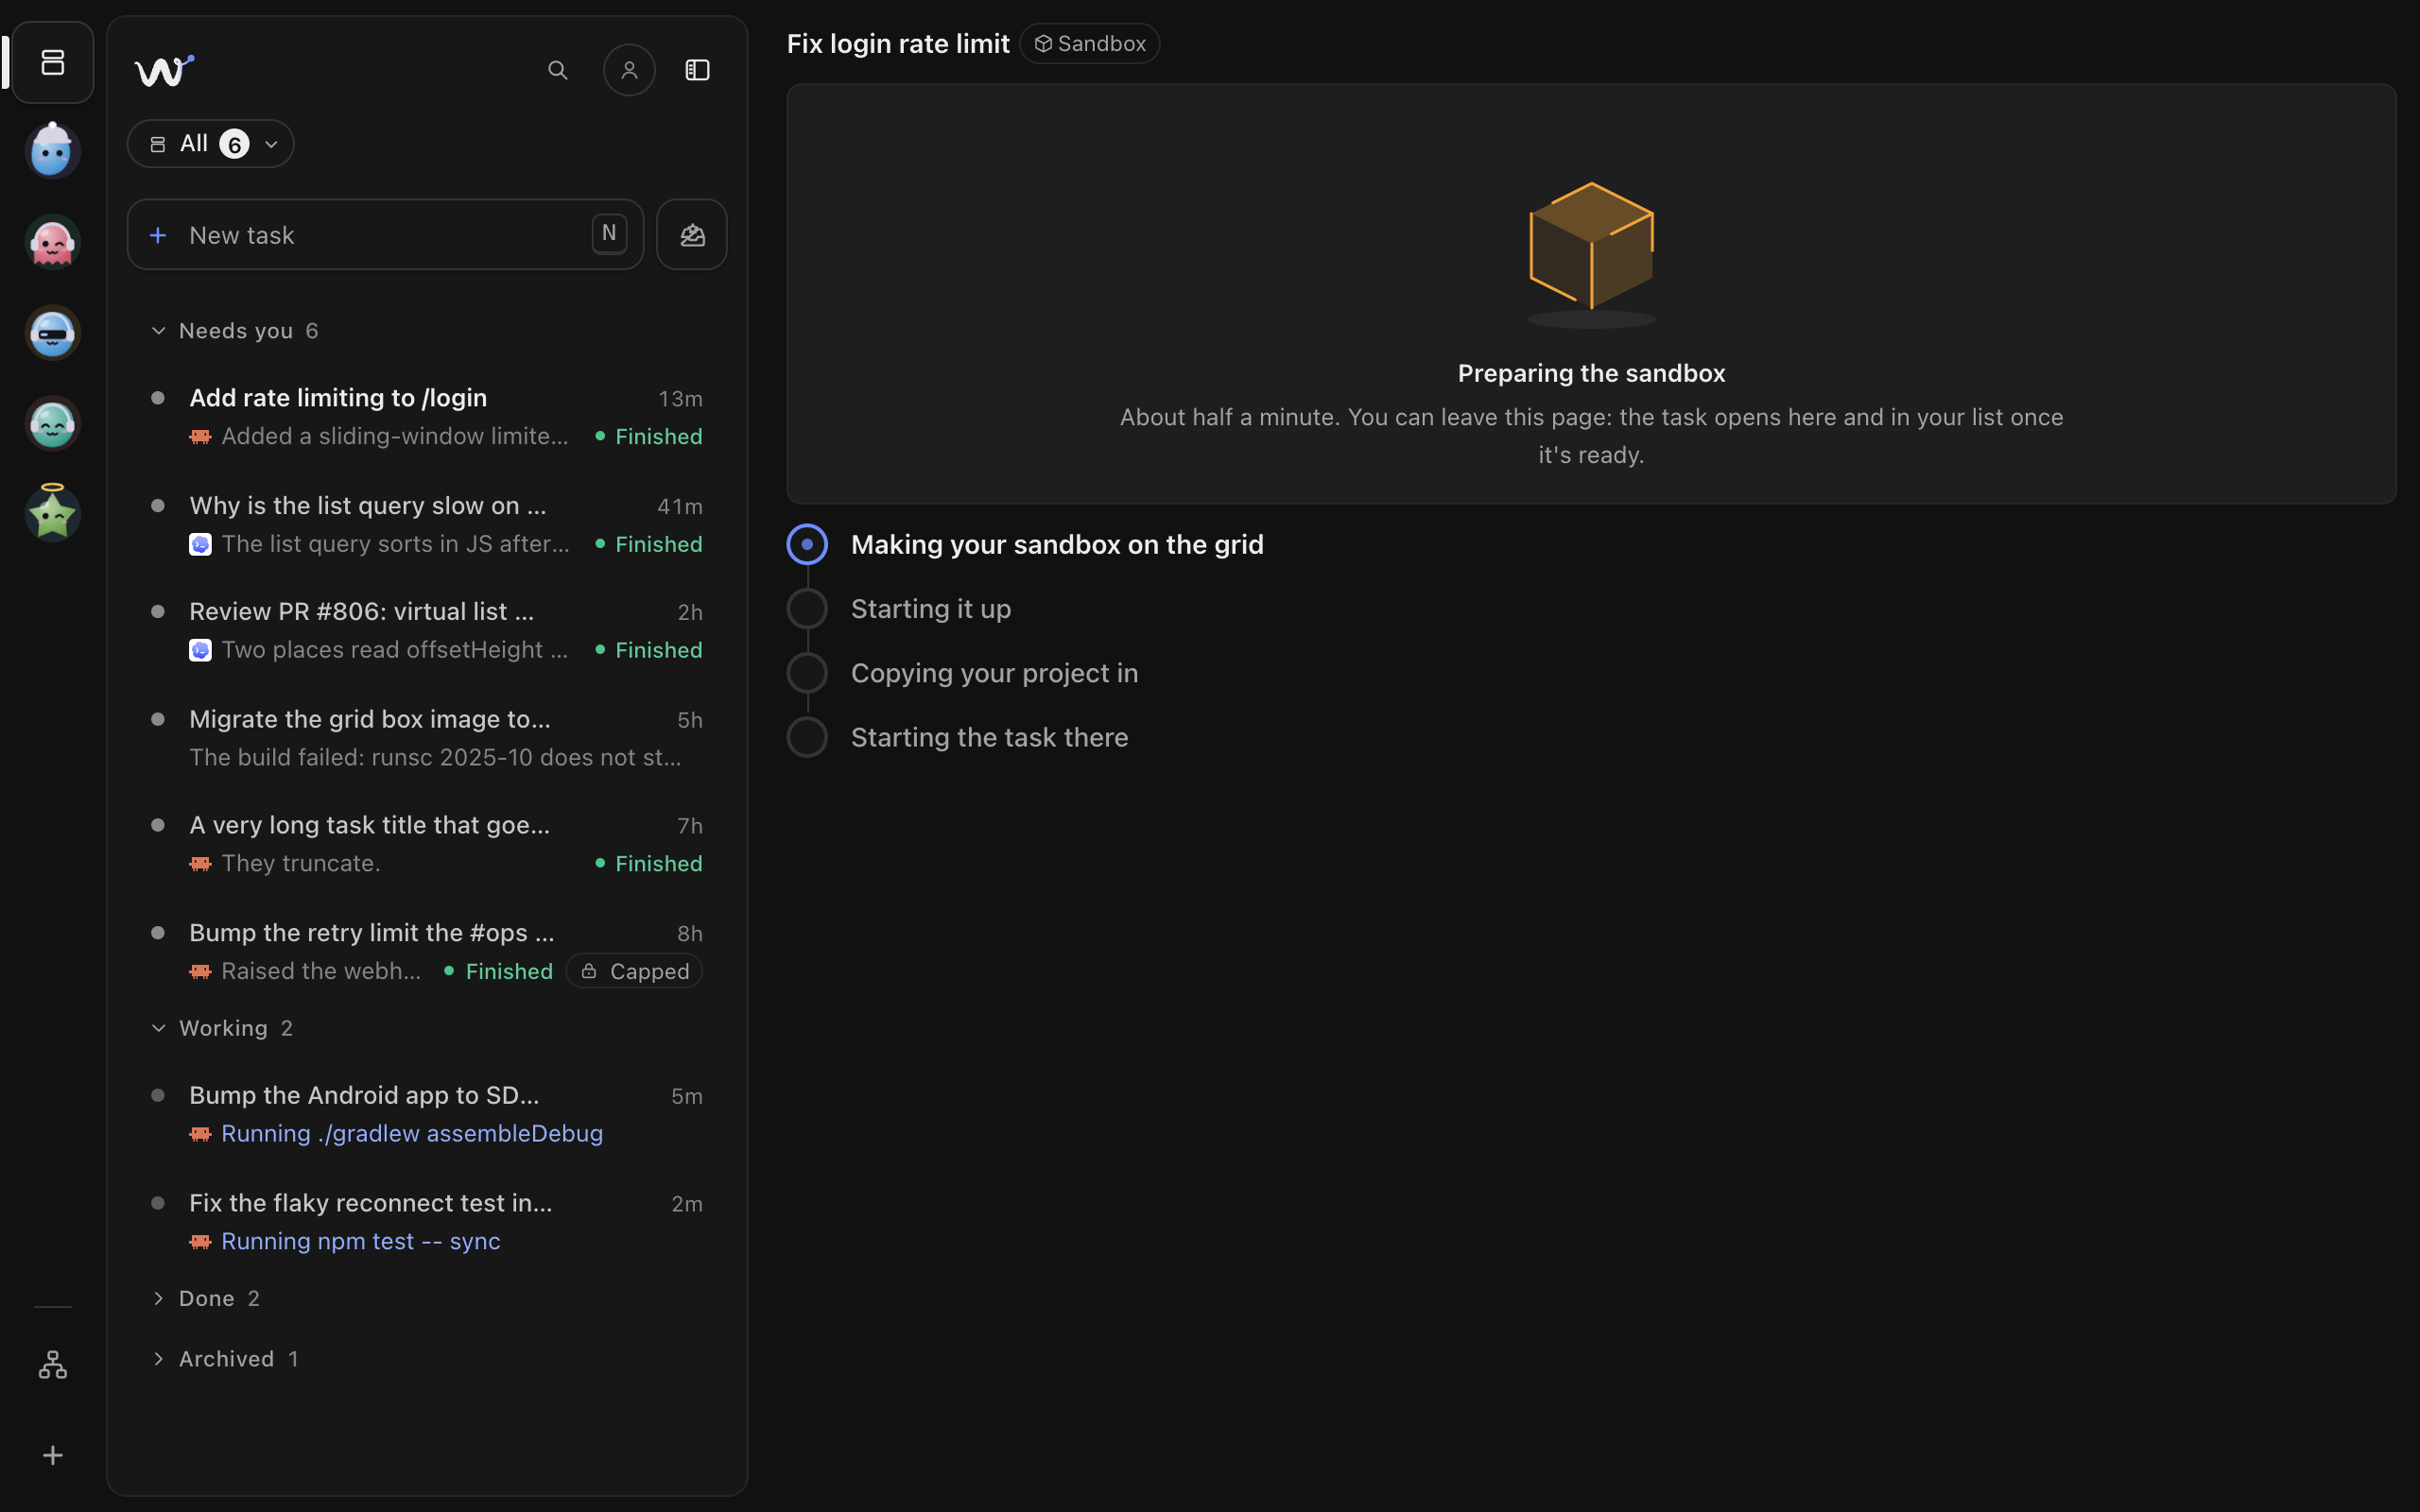 Fix login rate limit
Sandbox
All 6
New task
N
Needs you 6
Add rate limiting to /login
13m
Added a sliding-window limite...
Finished
Why is the list query slow on ...
41m
The list query sorts in JS after...
Finished
Review PR #806: virtual list ...
2h
Two places read offsetHeight ...
Finished
Migrate the grid box image to...
5h
The build failed: runsc 2025-10 does not st...
A very long task title that goe...
7h
They truncate.
Finished
Bump the retry limit the #ops ...
8h
Raised the webh...
Finished
Capped
Working 2
Bump the Android app to SD...
5m
Running ./gradlew assembleDebug
Fix the flaky reconnect test in...
2m
Running npm test -- sync
Done 2
Archived 1
Preparing the sandbox
About half a minute. You can leave this page: the task opens here and in your list once
it's ready.
Making your sandbox on the grid
Starting it up
Copying your project in
Starting the task there